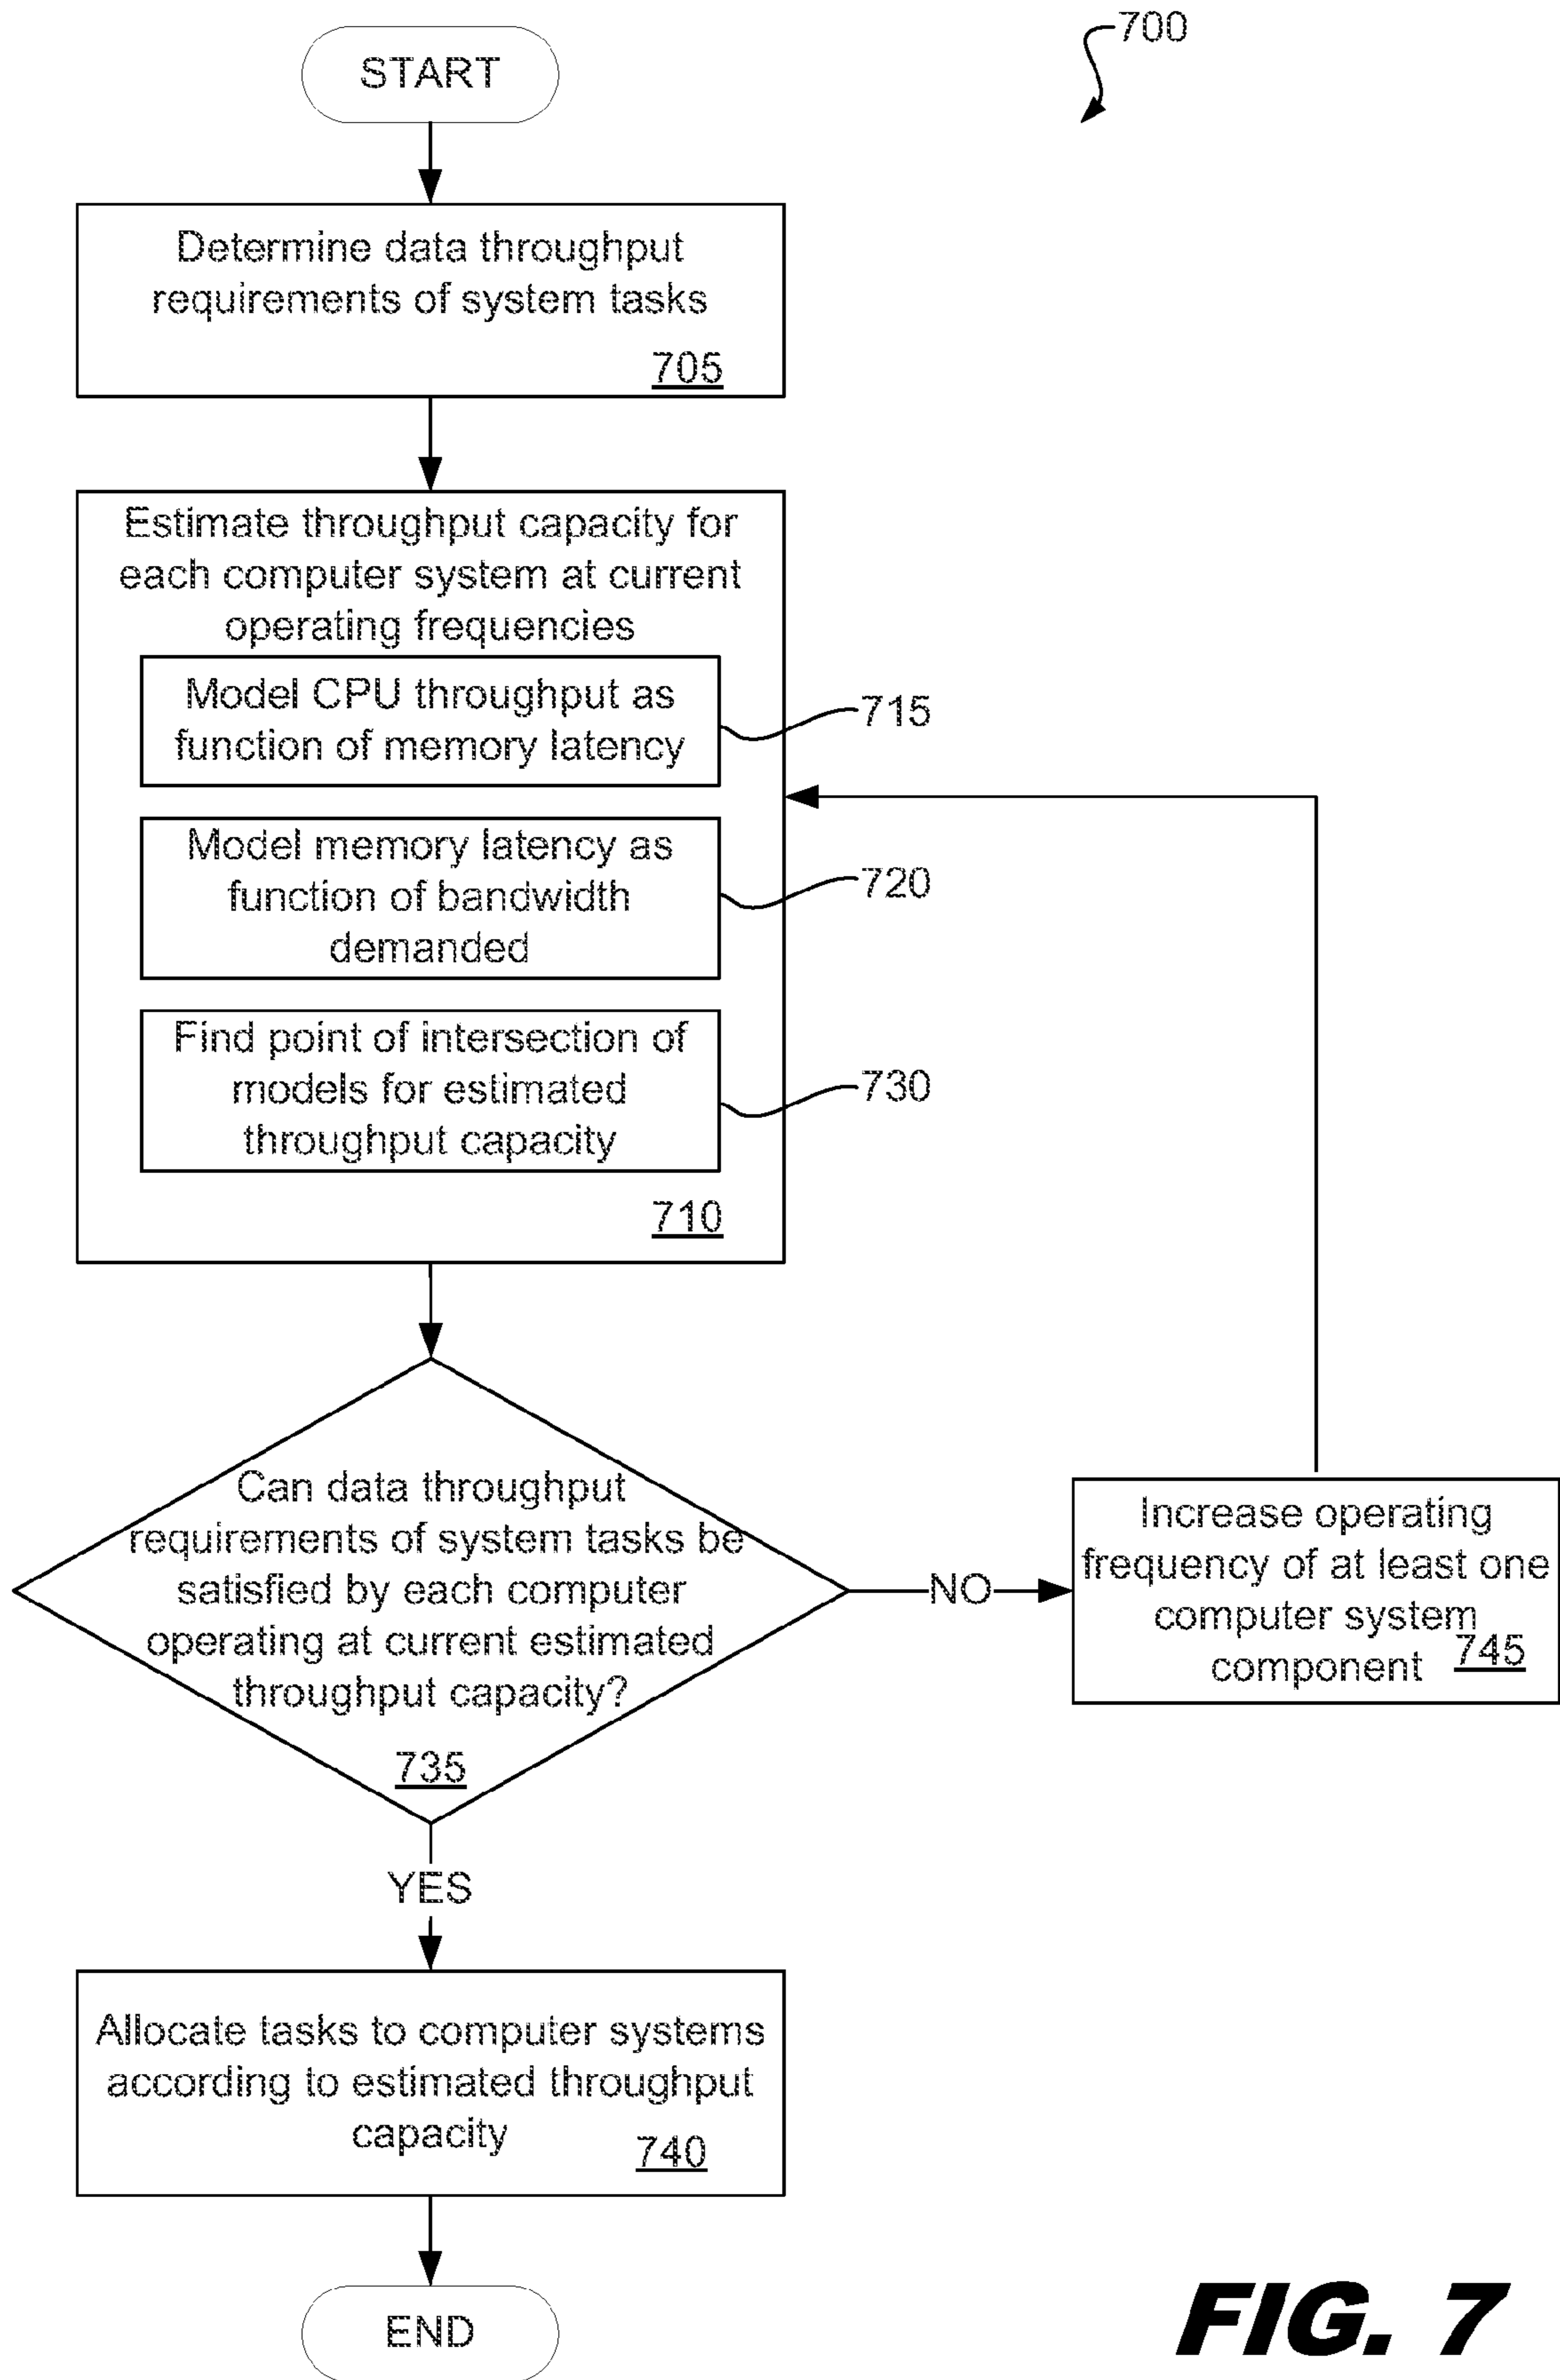 700
START
Determine data throughput
requirements of system tasks
705
Estimate throughput capacity for
each computer system at current
operating frequencies
Model CPU throughput as
function of memory latency
715
Model memory latency as
function of bandwidth
demanded
720
Find point of intersection of
models for estimated
throughput capacity
730
710
Can data throughput
requirements of system tasks be
satisfied by each computer
operating at current estimated
throughput capacity?
735
NO
Increase operating
frequency of at least one
computer system
component
745
YES
Allocate tasks to computer systems
according to estimated throughput
capacity
740
END
FIG. 7